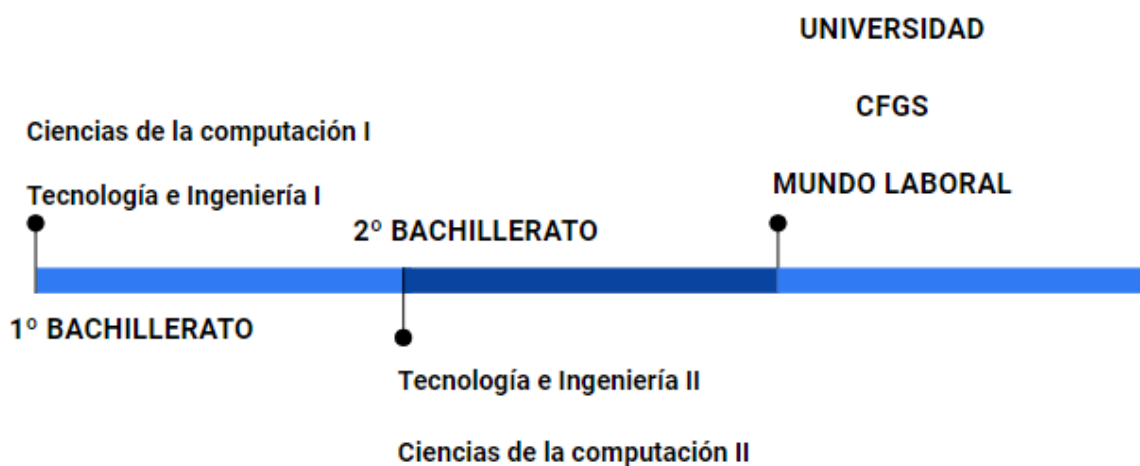 UNIVERSIDAD
CFGS
MUNDO LABORAL
Ciencias de la computación I
Tecnología e Ingeniería I
2º BACHILLERATO
1º BACHILLERATO
Tecnología e Ingeniería II
Ciencias de la computación II